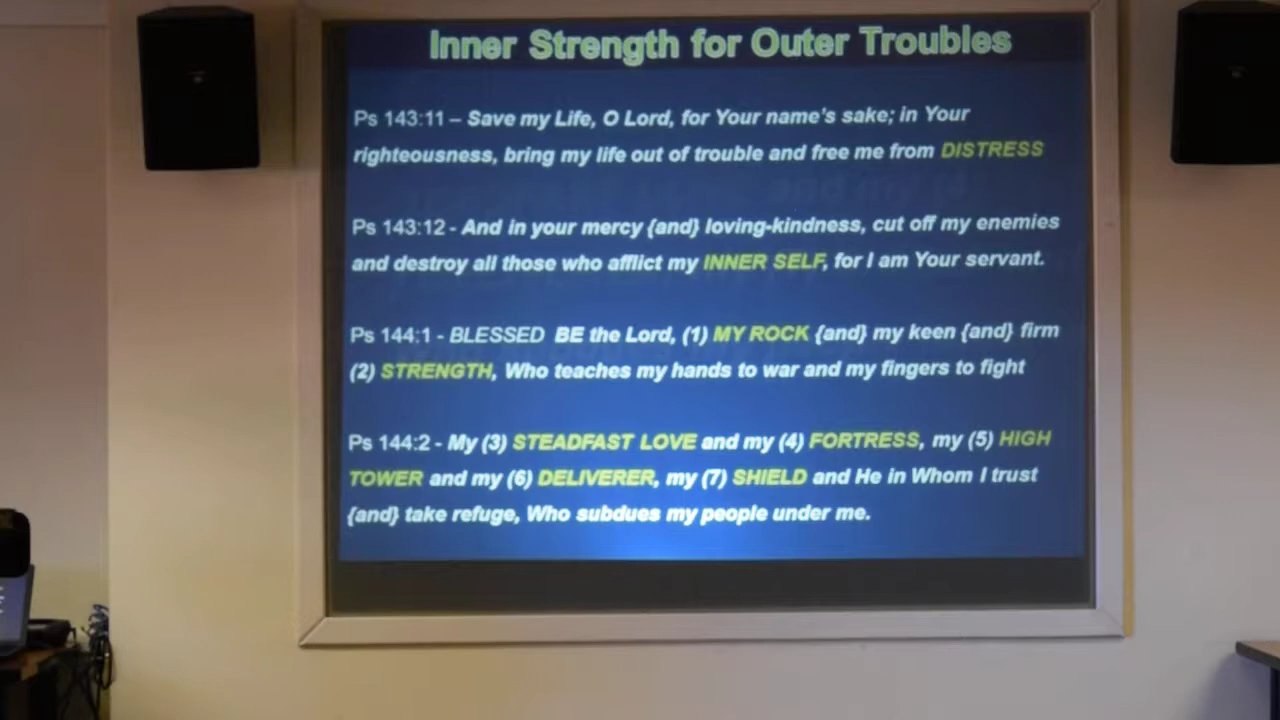 Inner Strength for Outer Troubles
Ps 143:11 – Save my Life, O Lord, for Your name's sake; in Your
righteousness, bring my life out of trouble and free me from DISTRESS
Ps 143:12 - And in your mercy {and} loving-kindness, cut off my enemies
and destroy all those who afflict my INNER SELF, for I am Your servant.
Ps 144:1 - BLESSED BE the Lord, (1) MY ROCK {and} my keen {and} firm
(2) STRENGTH, Who teaches my hands to war and my fingers to fight
Ps 144:2 - My (3) STEADFAST LOVE and my (4) FORTRESS, my (5) HIGH
TOWER and my (6) DELIVERER, my (7) SHIELD and He in Whom I trust
{and} take refuge, Who subdues my people under me.